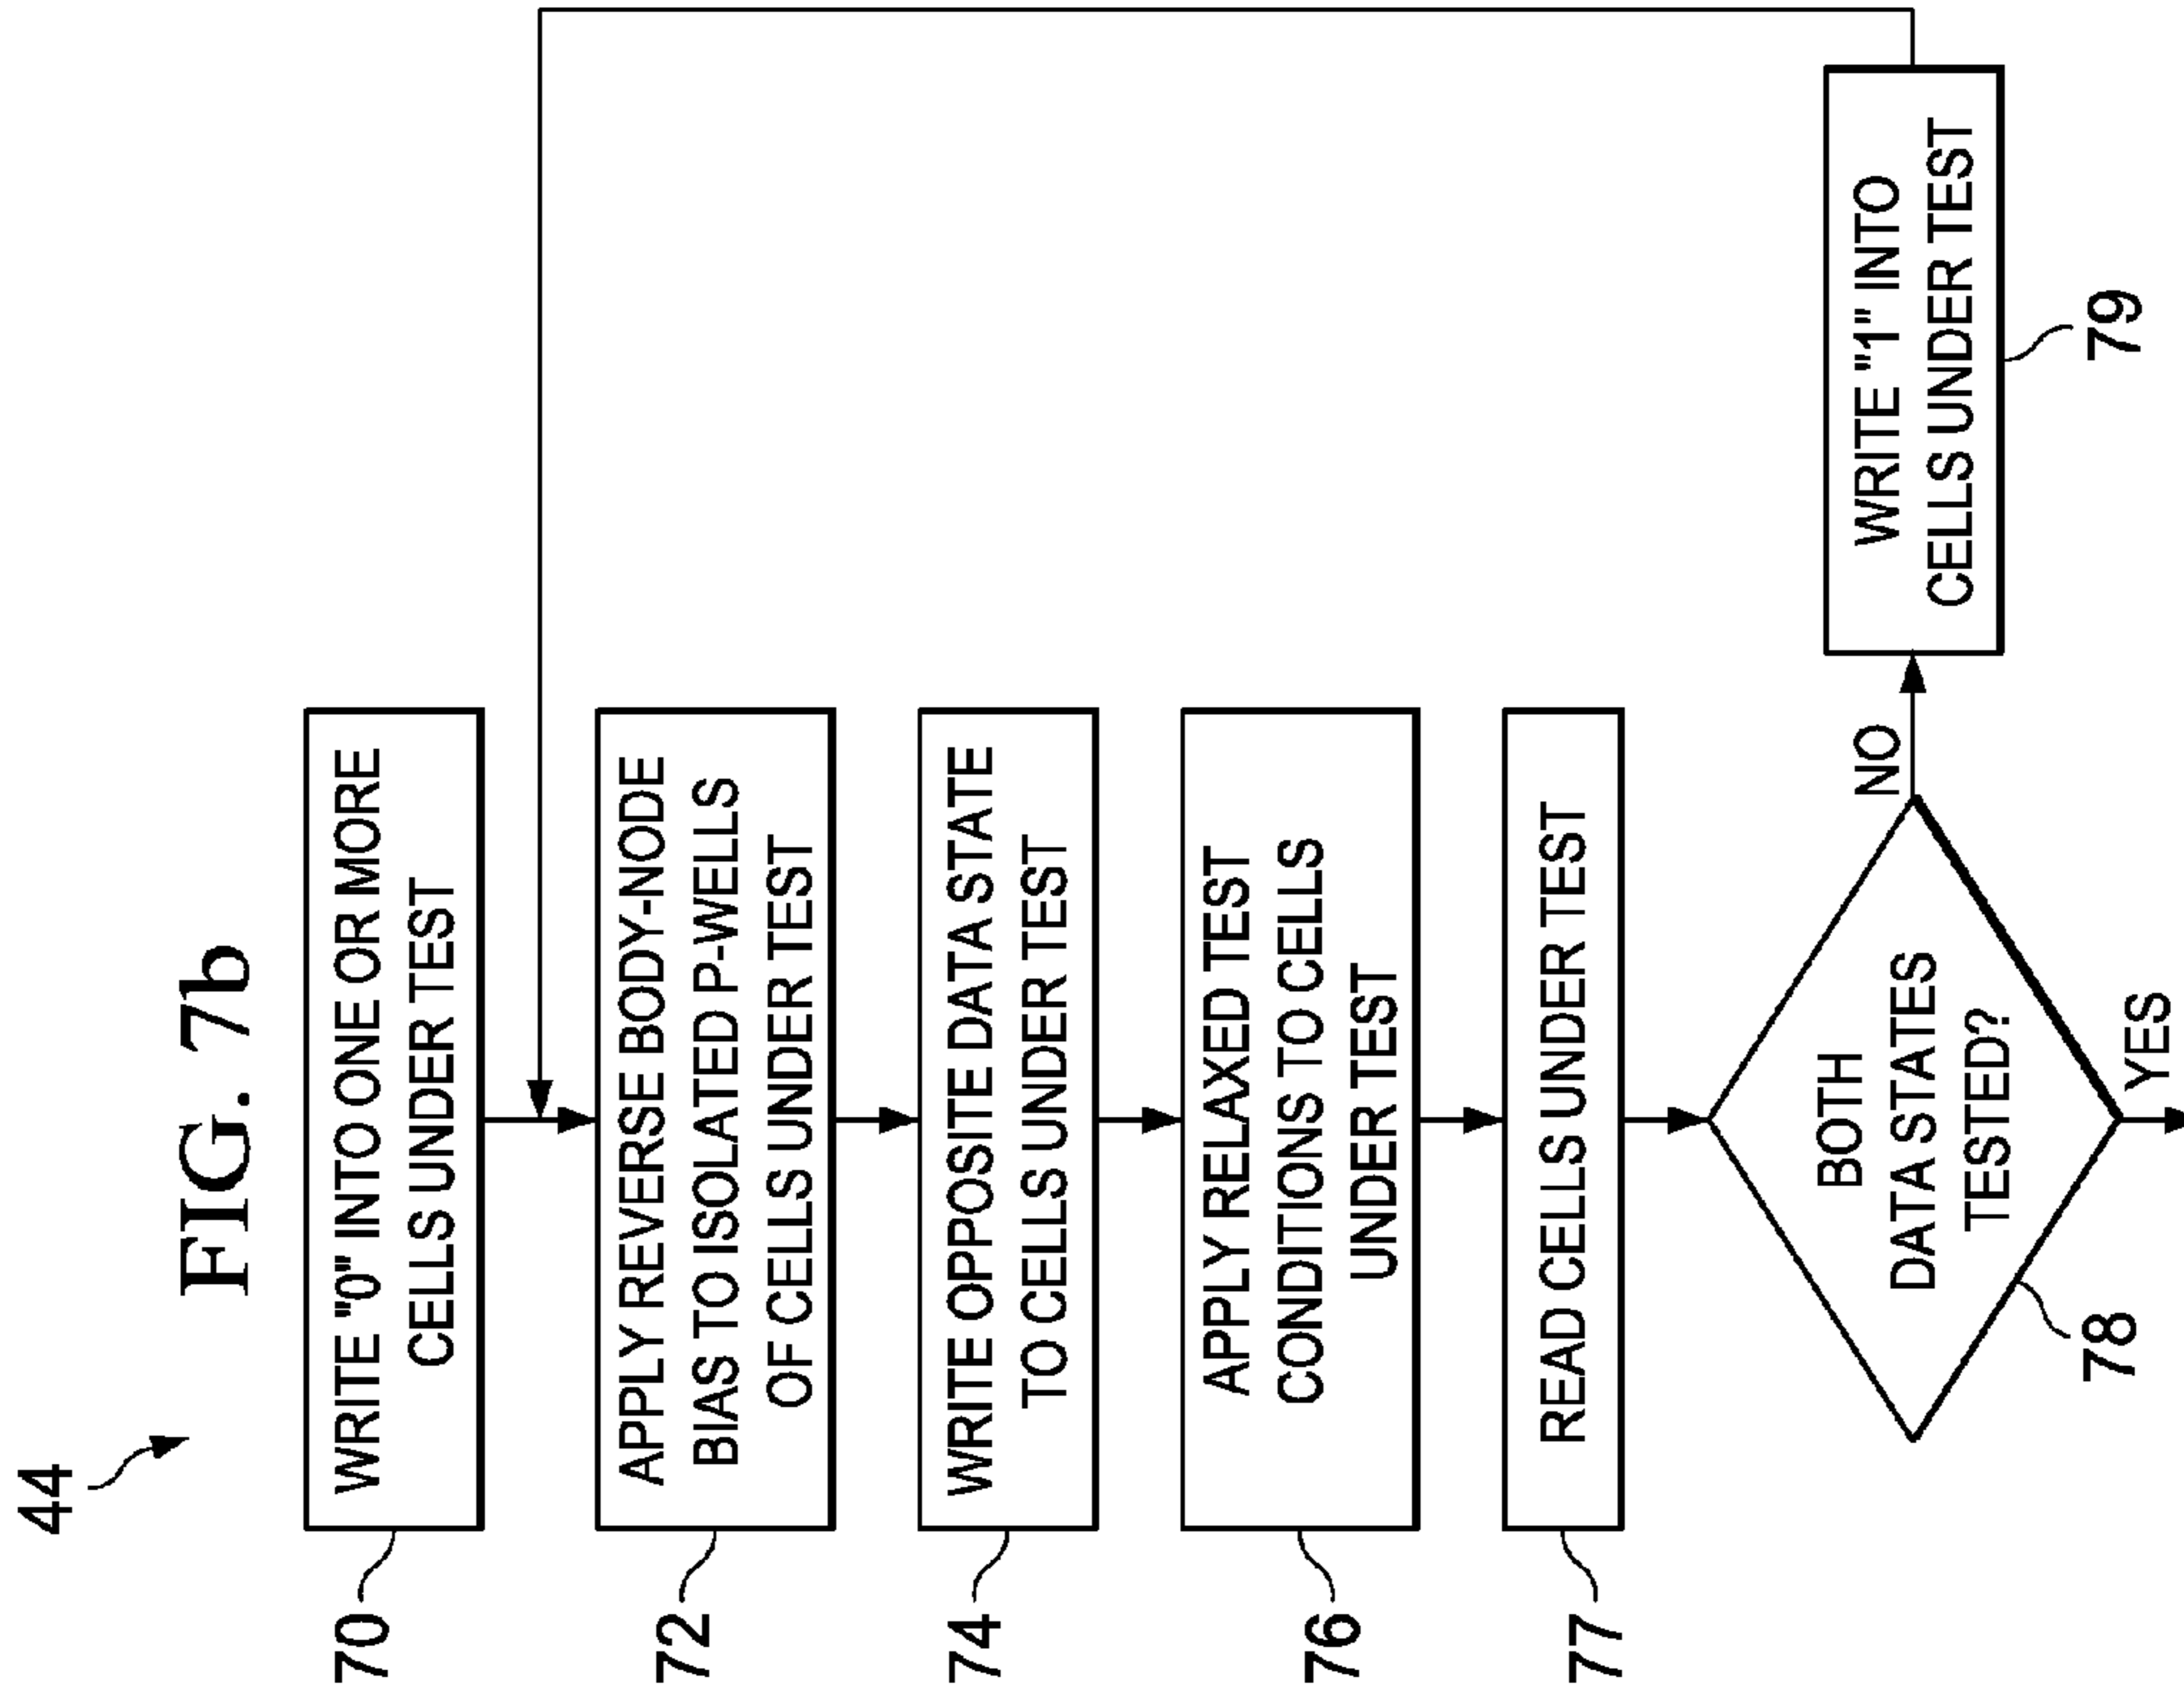 44
FIG. 7b
70
WRITE "0" INTO ONE OR MORE
CELLS UNDER TEST
72
APPLY REVERSE BODY-NODE
BIAS TO ISOLATED P-WELLS
OF CELLS UNDER TEST
74
WRITE OPPOSITE DATA STATE
TO CELLS UNDER TEST
76
APPLY RELAXED TEST
CONDITIONS TO CELLS
UNDER TEST
77
READ CELLS UNDER TEST
78
BOTH
DATA STATES
TESTED?
NO
YES
WRITE "1" INTO
CELLS UNDER TEST
79